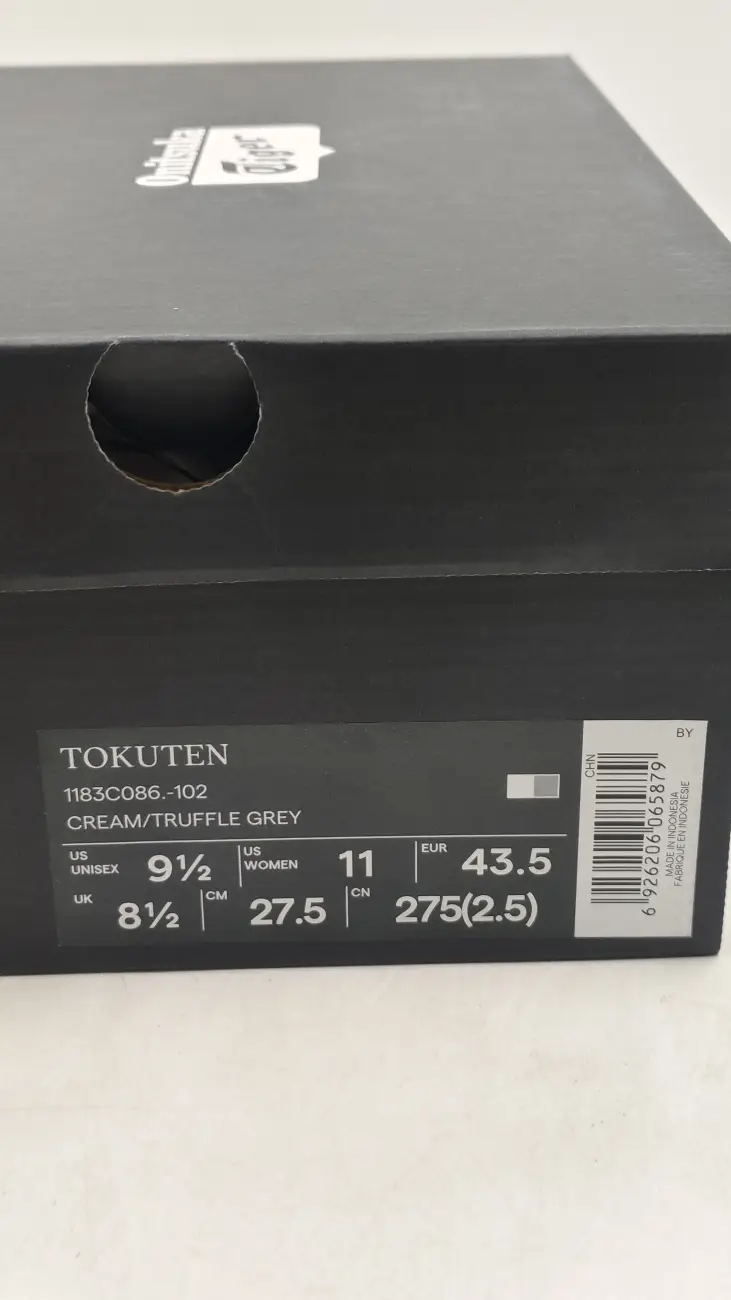 Onitsuka
Tiger
TOKUTEN
1183C086.-102
CREAM/TRUFFLE GREY
US UNISEX 9½ US WOMEN 11 EUR 43.5
UK 8½ CM 27.5 CN 275(2.5)
BY
CHN
6 926206 065879
MADE IN INDONESIA
FABRIQUE EN INDONESIE